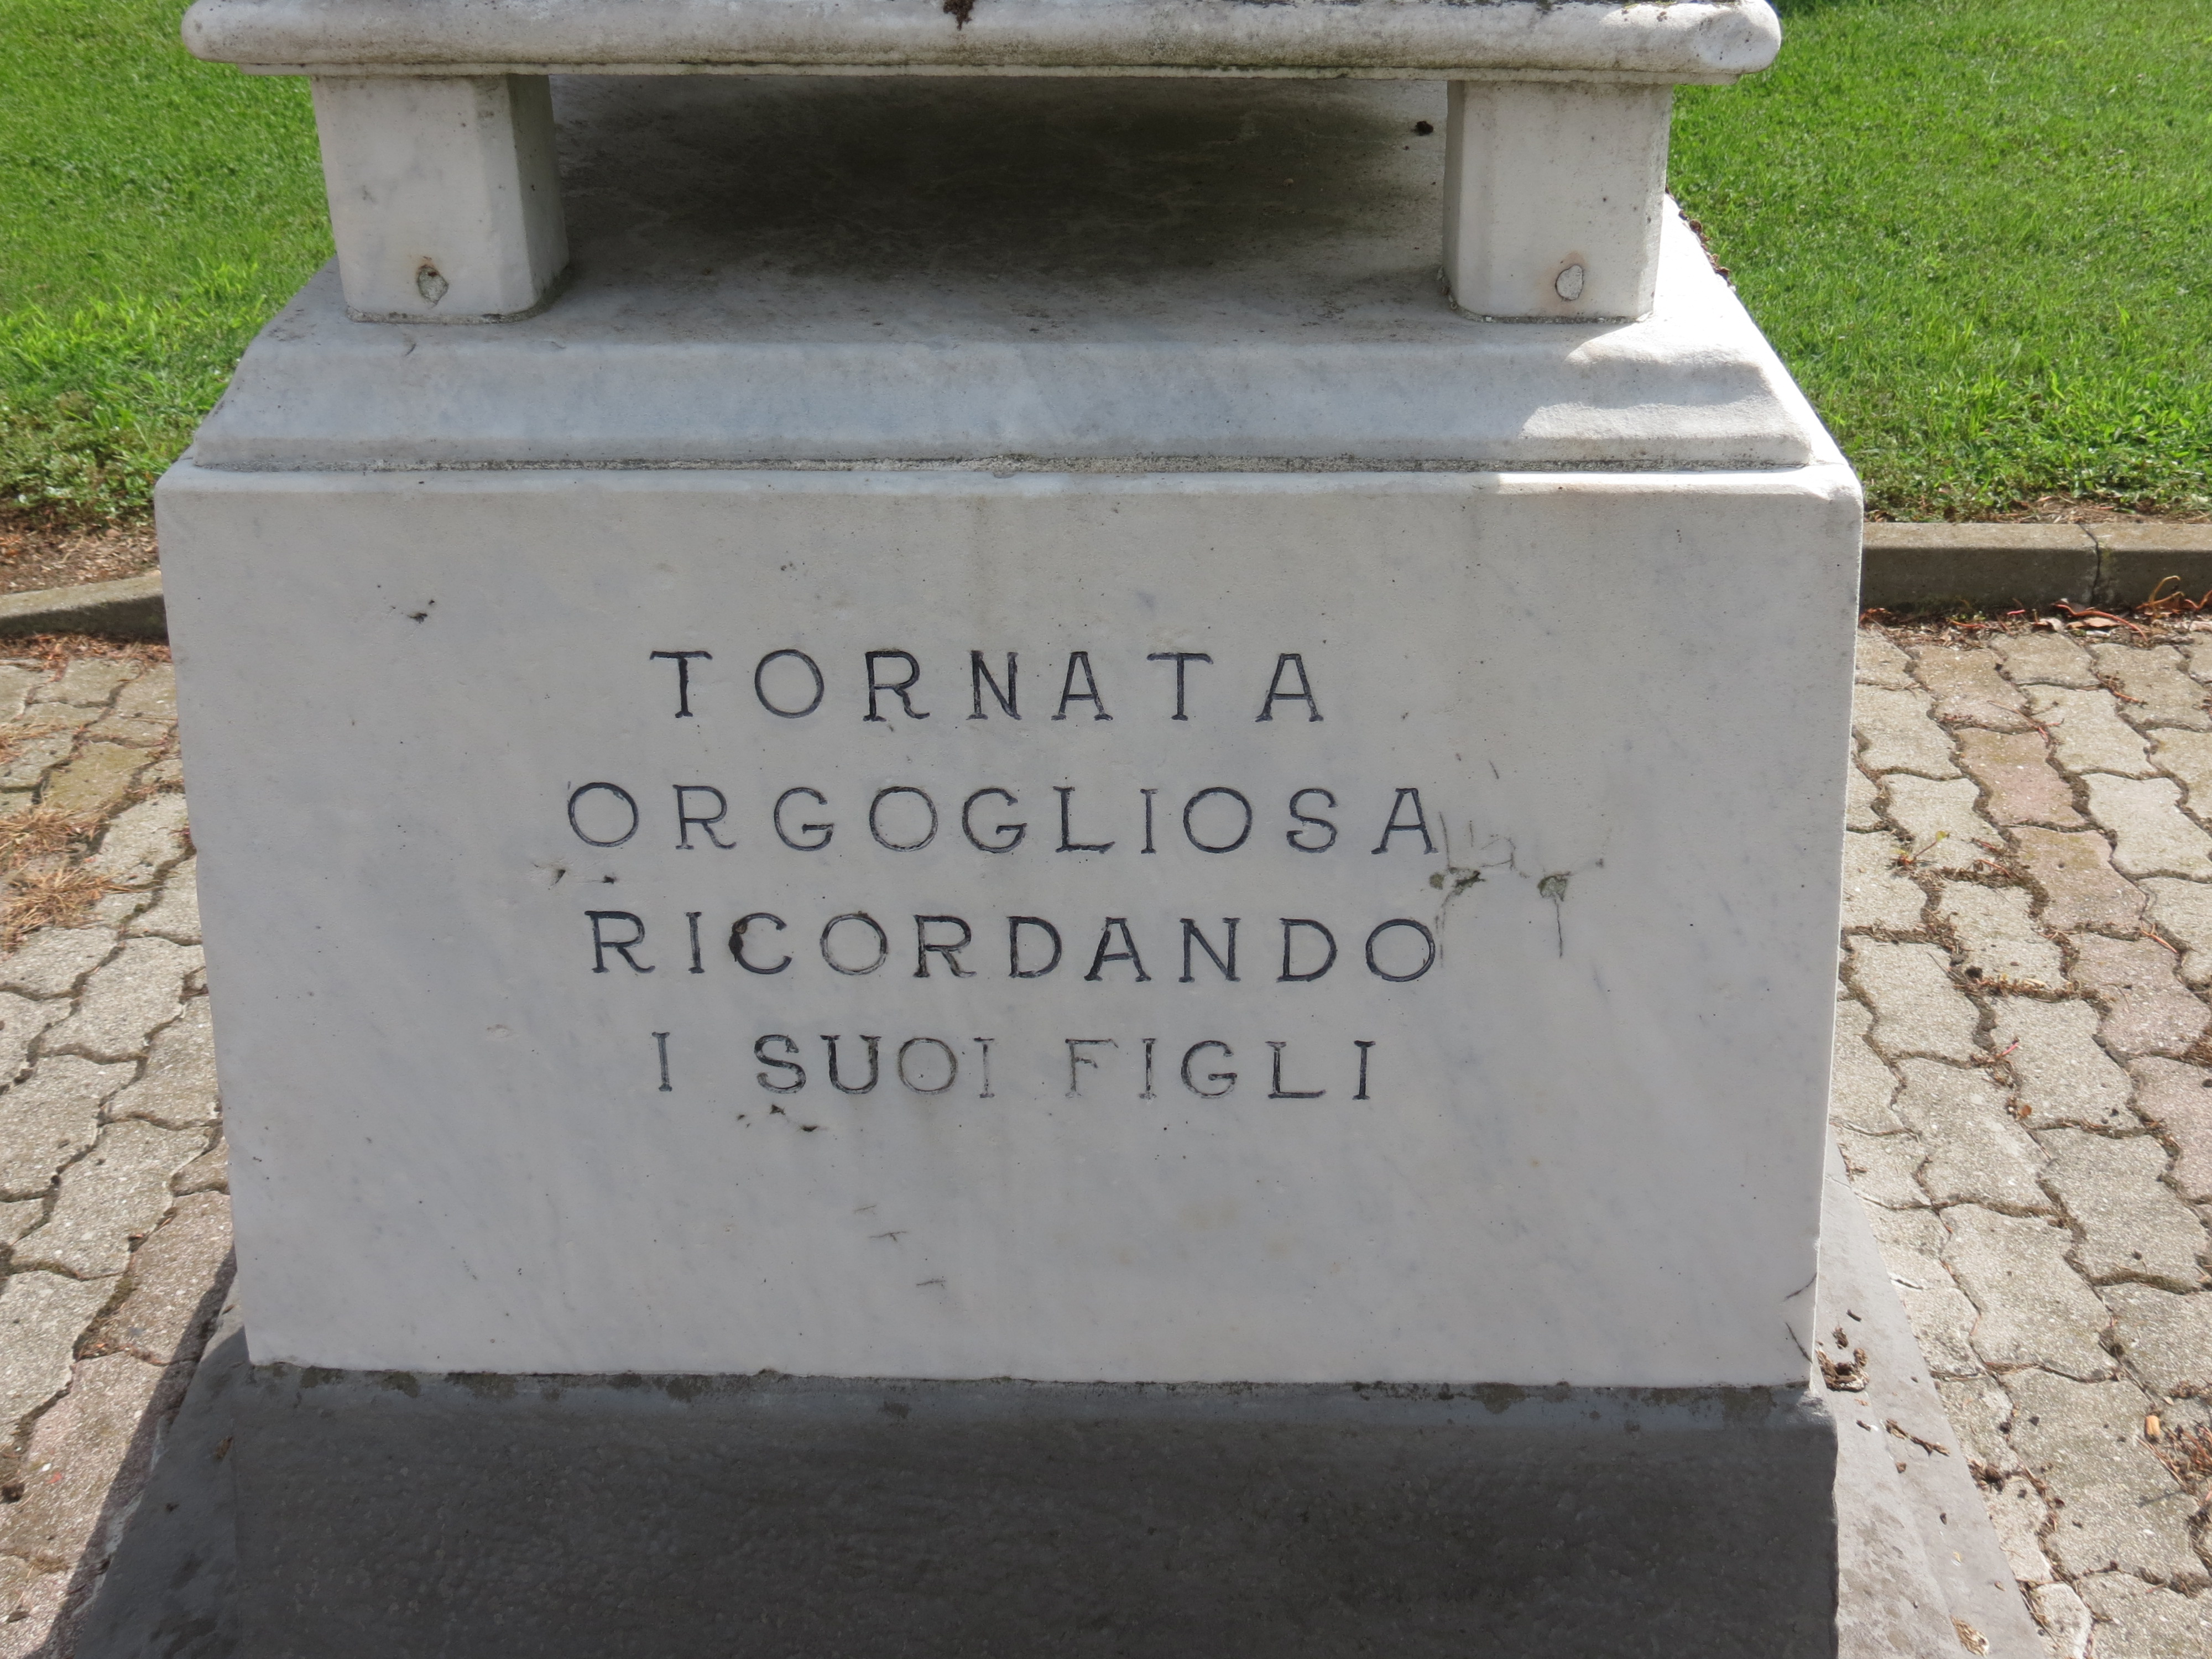 TORNATA
ORGOGLIOSA
RICORDANDO
I SUOI FIGLI